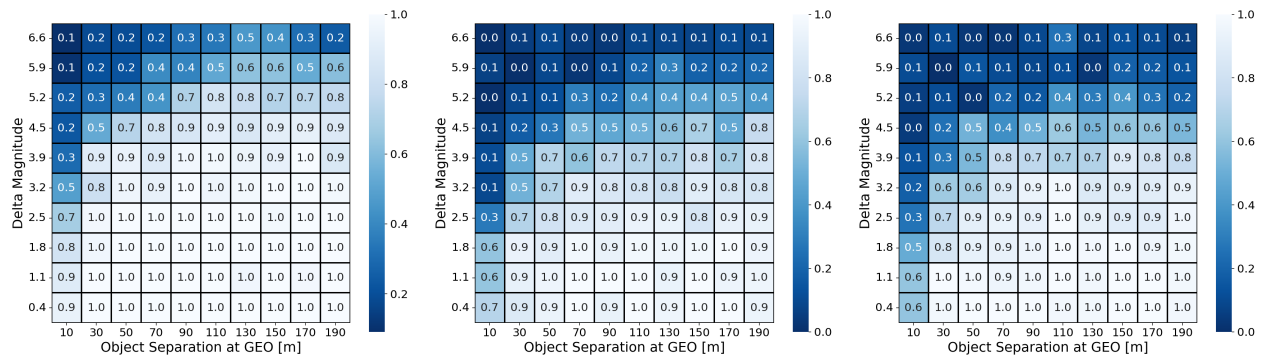 6.6 0.1 0.2 0.2 0.2 0.3 0.3 0.5 0.4 0.3 0.2
5.9 0.1 0.2 0.2 0.4 0.4 0.5 0.6 0.6 0.5 0.6
5.2 0.2 0.3 0.4 0.4 0.7 0.8 0.8 0.7 0.7 0.8
4.5 0.2 0.5 0.7 0.8 0.9 0.9 0.9 0.9 0.9 0.9
3.9 0.3 0.9 0.9 0.9 1.0 1.0 0.9 1.0 1.0 0.9
3.2 0.5 0.8 1.0 0.9 1.0 1.0 1.0 1.0 1.0 1.0
2.5 0.7 1.0 1.0 1.0 1.0 1.0 1.0 1.0 1.0 1.0
1.8 0.8 1.0 1.0 1.0 1.0 1.0 1.0 1.0 1.0 1.0
1.1 0.9 1.0 1.0 1.0 1.0 1.0 1.0 1.0 1.0 1.0
0.4 0.9 1.0 1.0 1.0 1.0 1.0 1.0 1.0 1.0 1.0
10 30 50 70 90 110 130 150 170 190
Object Separation at GEO [m]
Delta Magnitude
1.0
0.8
0.6
0.4
0.2
6.6 0.0 0.1 0.1 0.0 0.0 0.1 0.1 0.1 0.1 0.1
5.9 0.1 0.0 0.1 0.0 0.1 0.2 0.3 0.2 0.2 0.2
5.2 0.0 0.1 0.1 0.3 0.2 0.4 0.4 0.4 0.5 0.4
4.5 0.1 0.2 0.3 0.5 0.5 0.5 0.6 0.7 0.5 0.8
3.9 0.1 0.5 0.7 0.6 0.7 0.7 0.7 0.8 0.7 0.8
3.2 0.1 0.5 0.7 0.9 0.8 0.8 0.8 0.8 0.9 0.9
2.5 0.3 0.7 0.8 0.9 0.9 0.9 0.9 0.8 0.9 0.9
1.8 0.6 0.9 0.9 1.0 0.9 1.0 1.0 0.9 1.0 0.9
1.1 0.6 0.9 0.9 1.0 1.0 1.0 0.9 1.0 0.9 1.0
0.4 0.7 0.9 1.0 0.9 1.0 1.0 1.0 1.0 1.0 0.9
10 30 50 70 90 110 130 150 170 190
Object Separation at GEO [m]
Delta Magnitude
1.0
0.8
0.6
0.4
0.2
0.0
6.6 0.0 0.1 0.0 0.0 0.1 0.3 0.1 0.1 0.1 0.1
5.9 0.1 0.0 0.1 0.1 0.1 0.1 0.0 0.2 0.2 0.1
5.2 0.1 0.1 0.0 0.1 0.2 0.4 0.3 0.4 0.3 0.2
4.5 0.0 0.2 0.5 0.4 0.5 0.6 0.5 0.6 0.6 0.5
3.9 0.1 0.3 0.5 0.8 0.7 0.7 0.7 0.9 0.8 0.8
3.2 0.2 0.6 0.6 0.9 0.9 1.0 0.9 0.9 0.9 0.9
2.5 0.3 0.7 0.9 0.9 1.0 0.9 0.9 0.9 0.9 1.0
1.8 0.5 0.8 0.9 0.9 1.0 1.0 1.0 1.0 0.9 1.0
1.1 0.6 1.0 1.0 0.9 1.0 1.0 1.0 1.0 1.0 1.0
0.4 0.6 1.0 1.0 1.0 1.0 1.0 1.0 1.0 1.0 1.0
10 30 50 70 90 110 130 150 170 190
Object Separation at GEO [m]
Delta Magnitude
1.0
0.8
0.6
0.4
0.2
0.0